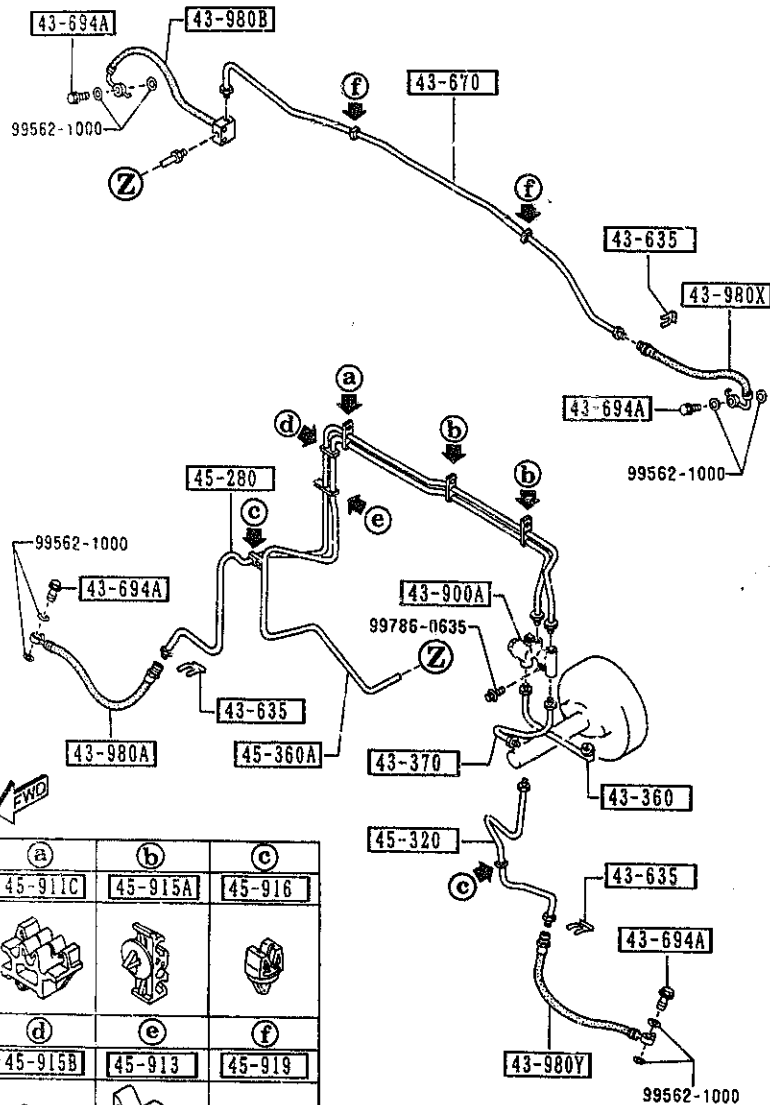 43-694A
43-980B
99562-1000
Z
f
43-670
f
43-635
43-980X
43-694A
99562-1000
a
d
b
45-280
b
c
e
99562-1000
43-694A
43-900A
99786-0635
Z
43-635
43-980A
45-360A
43-370
43-360
FWD
45-320
c
43-635
43-694A
43-980Y
99562-1000
a b c
45-911C 45-915A 45-916
d e f
45-915B 45-913 45-919